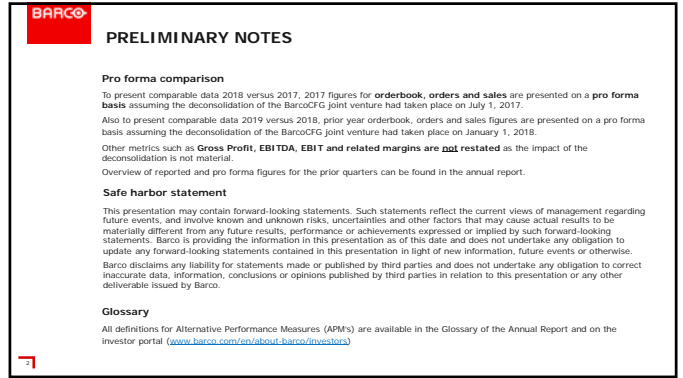 BARCO
PRELIMINARY NOTES
Pro forma comparison
To present comparable data 2018 versus 2017, 2017 figures for orderbook, orders and sales are presented on a pro forma
basis assuming the deconsolidation of the BarcoCFG joint venture had taken place on July 1, 2017.
Also to present comparable data 2019 versus 2018, prior year orderbook, orders and sales figures are presented on a pro forma
basis assuming the deconsolidation of the BarcoCFG joint venture had taken place on January 1, 2018.
Other metrics such as Gross Profit, EBITDA, EBIT and related margins are not restated as the impact of the
deconsolidation is not material.
Overview of reported and pro forma figures for the prior quarters can be found in the annual report.
Safe harbor statement
This presentation may contain forward-looking statements. Such statements reflect the current views of management regarding
future events, and involve known and unknown risks, uncertainties and other factors that may cause actual results to be
materially different from any future results, performance or achievements expressed or implied by such forward-looking
statements. Barco is providing the information in this presentation as of this date and does not undertake any obligation to
update any forward-looking statements contained in this presentation in light of new information, future events or otherwise.
Barco disclaims any liability for statements made or published by third parties and does not undertake any obligation to correct
inaccurate data, information, conclusions or opinions published by third parties in relation to this presentation or any other
deliverable issued by Barco.
Glossary
All definitions for Alternative Performance Measures (APM's) are available in the Glossary of the Annual Report and on the
investor portal (www.barco.com/en/about-barco/investors)
2